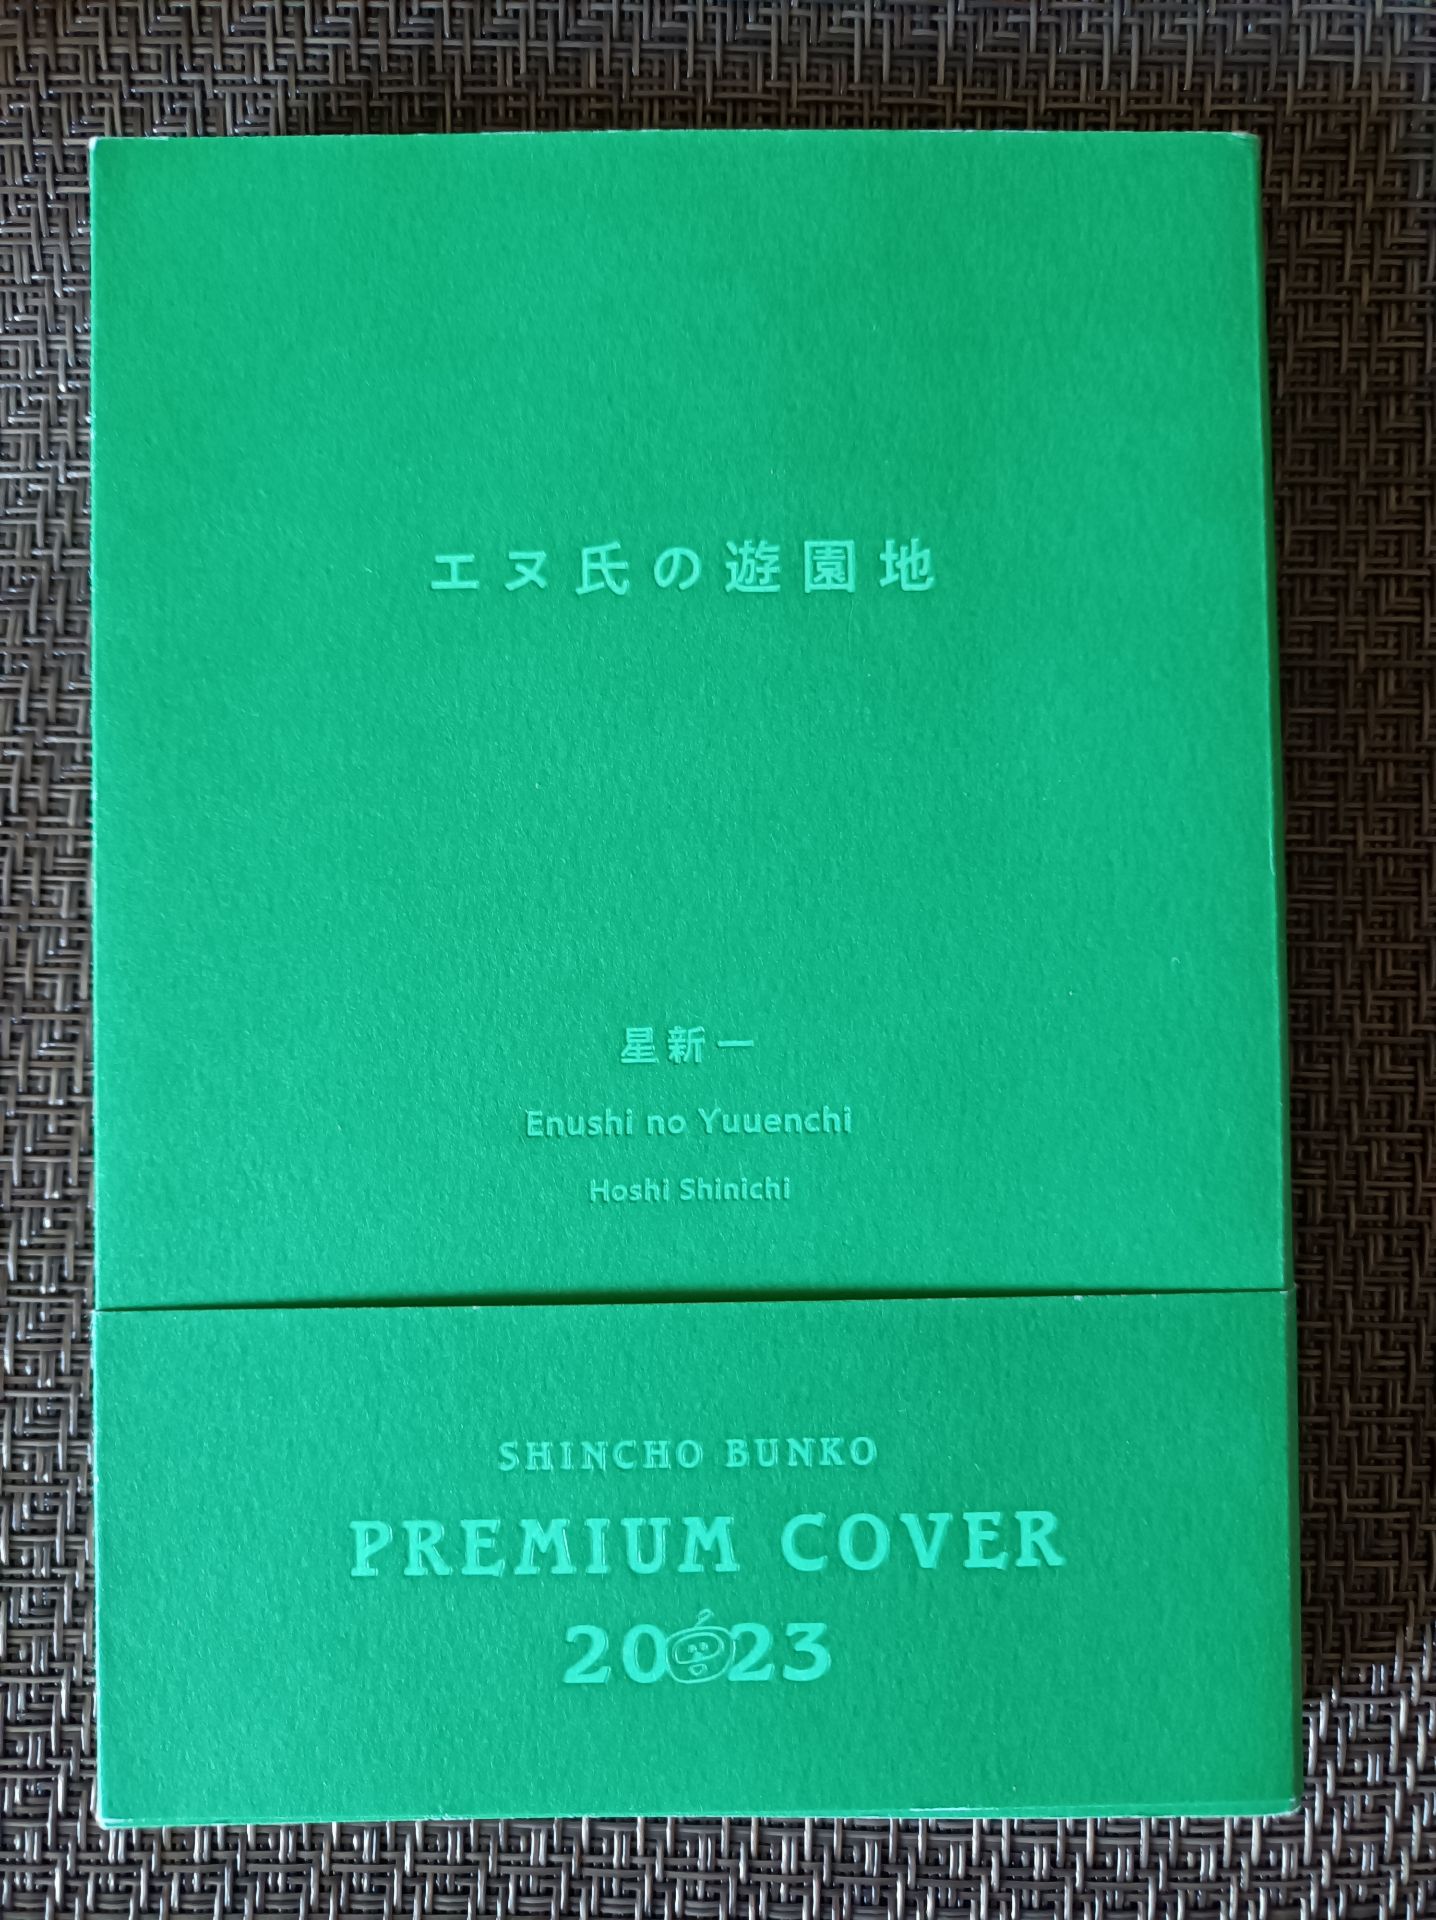 エヌ氏の遊園地
星新一
Enushi no Yuuenchi
Hoshi Shinichi
SHINCHO BUNKO
PREMIUM COVER
2023